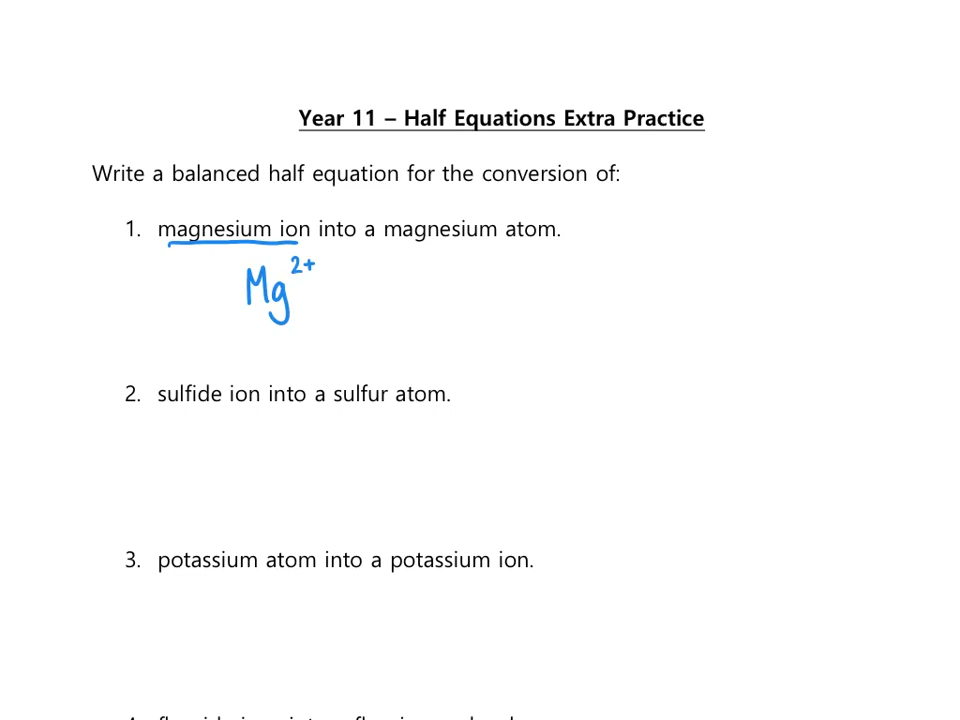 Year 11 – Half Equations Extra Practice
Write a balanced half equation for the conversion of:
1. magnesium ion into a magnesium atom.
Mg²⁺
2. sulfide ion into a sulfur atom.
3. potassium atom into a potassium ion.